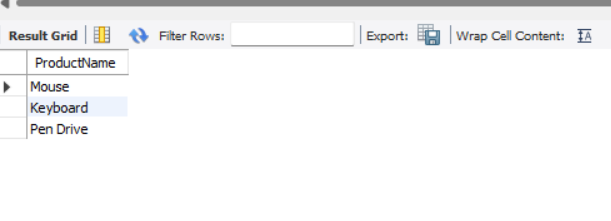 Result Grid Filter Rows: Export: Wrap Cell Content:
ProductName
Mouse
Keyboard
Pen Drive